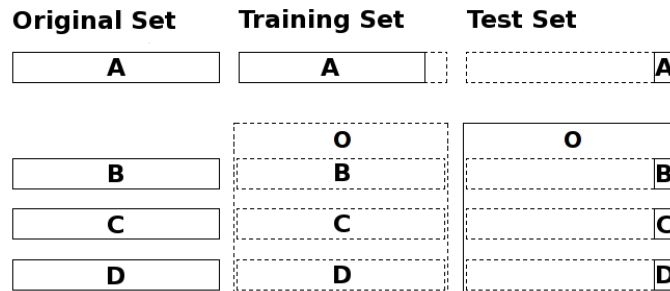 Original Set Training Set Test Set
A A A
O O
B B B
C C C
D D D